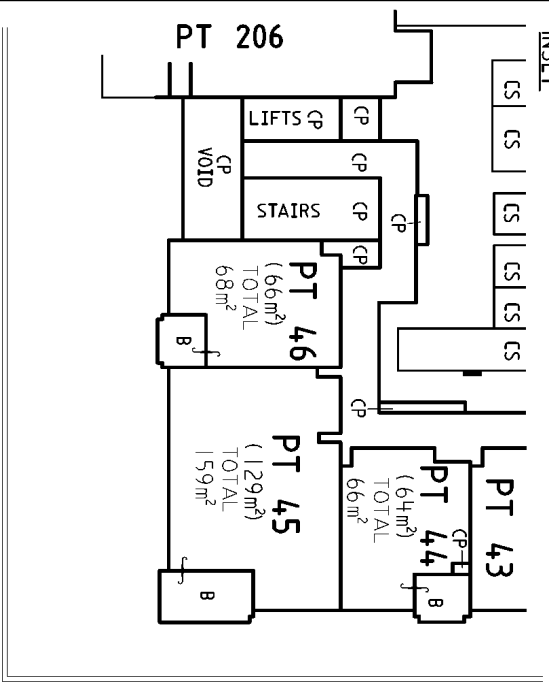 PT 206
INSET
LIFTS CP
CP
CS
CS
CP
VOID
CP
STAIRS
CP
CP
CP
CS
CS
CS
CS
PT 46
(66m²)
TOTAL
68m²
B
CP
PT 45
(129m²)
TOTAL
159m²
B
PT 44
(64m²)
TOTAL
66m²
CP
B
PT 43